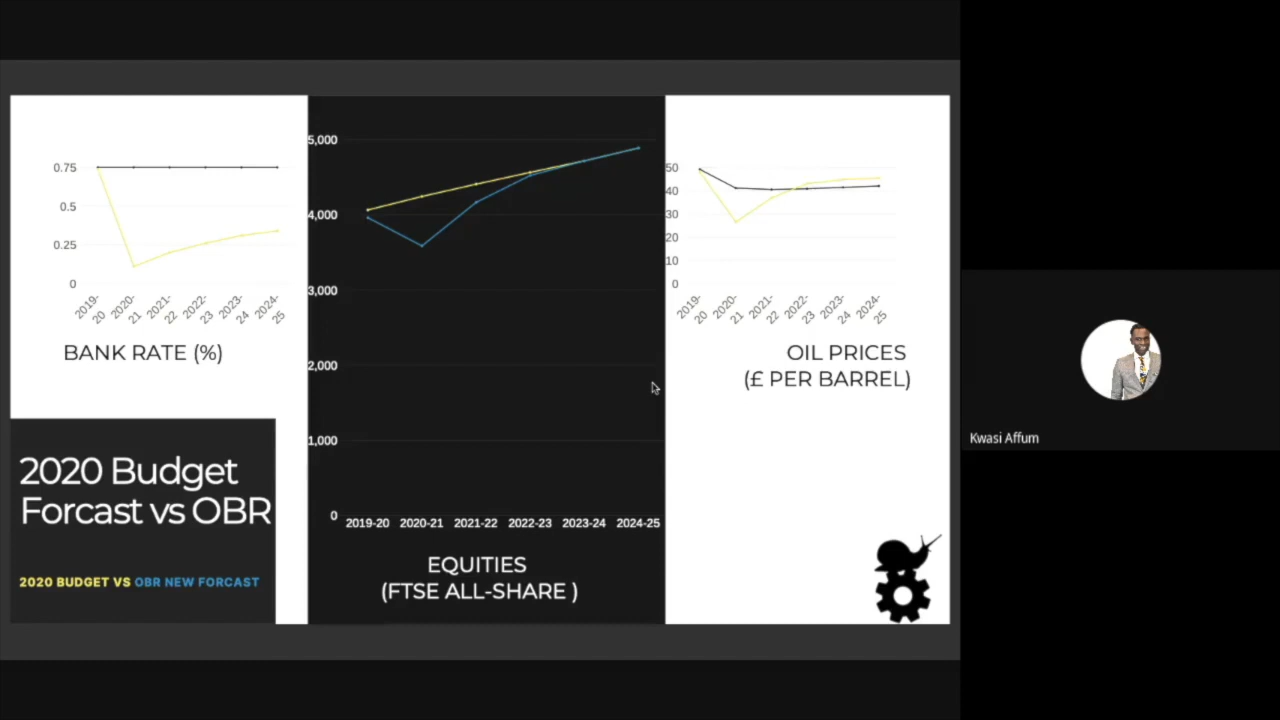 0.75
0.5
0.25
0
2019-20
2020-21
2021-22
2022-23
2023-24
2024-25
BANK RATE (%)
2020 Budget
Forcast vs OBR
2020 BUDGET VS OBR NEW FORCAST
5,000
4,000
3,000
2,000
1,000
0
2019-20 2020-21 2021-22 2022-23 2023-24 2024-25
EQUITIES
(FTSE ALL-SHARE )
50
40
30
20
10
0
2019-20
2020-21
2021-22
2022-23
2023-24
2024-25
OIL PRICES
(£ PER BARREL)
Kwasi Affum